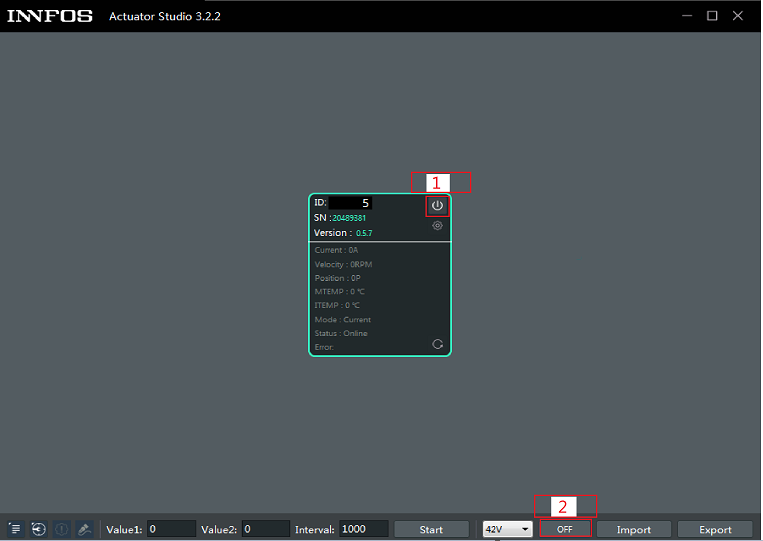 INNFOS Actuator Studio 3.2.2
1
ID: 5
SN :20489381
Version : 0.5.7
Current : 0A
Velocity : 0RPM
Position : 0P
MTEMP : 0 ℃
ITEMP : 0 ℃
Mode : Current
Status : Online
Error:
2
Value1: 0 Value2: 0 Interval: 1000 Start 42V OFF Import Export